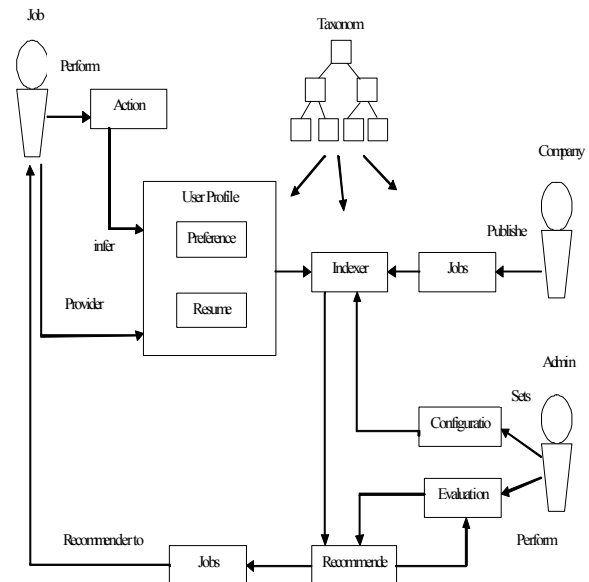 Job
Taxonom
Perform
Action
Company
User Profile
Publishe
Preference
infer
Indexer
Jobs
Provider
Resume
Admin
Sets
Configuratio
Evaluation
Recommender to
Perform
Jobs
Recommende